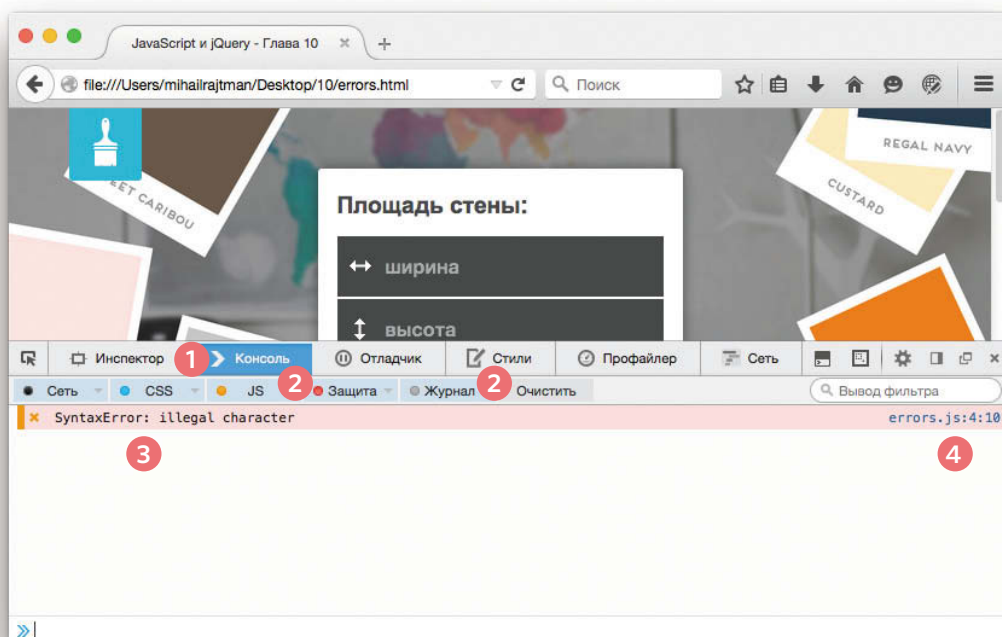 JavaScript и jQuery - Глава 10
file:///Users/mihailrajtman/Desktop/10/errors.html
Поиск
EET CARIBOU
REGAL NAVY
CUSTARD
Площадь стены:
ширина
высота
Инспектор
1
Консоль
Отладчик
Стили
Профайлер
Сеть
Сеть
CSS
JS
2
Защита
Журнал
2
Очистить
Вывод фильтра
SyntaxError: illegal character
errors.js:4:10
3
4